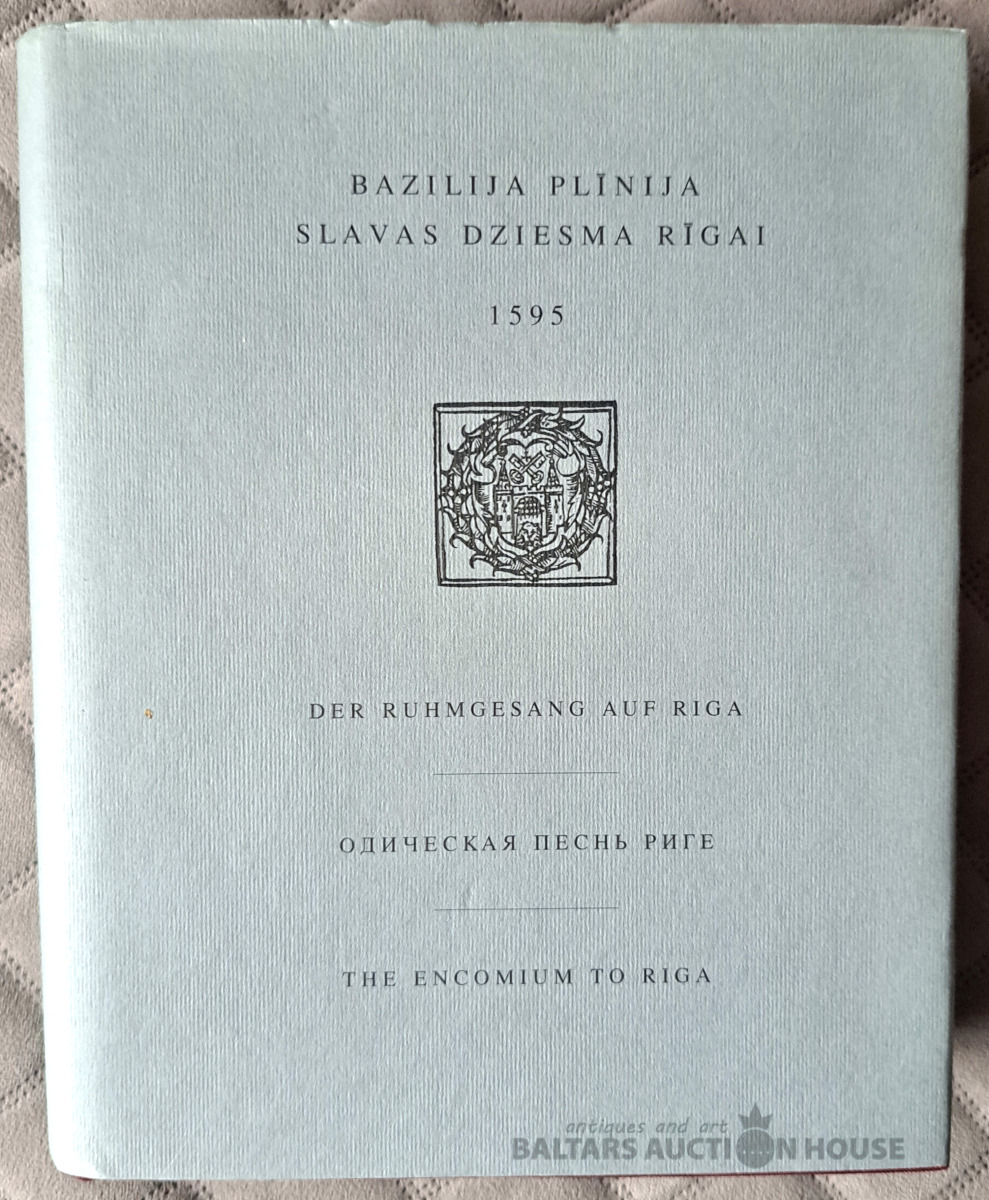 BAZILIJA PLĪNIJA
SLAVAS DZIESMA RĪGAI
1595
DER RUHMGESANG AUF RIGA
ОДИЧЕСКАЯ ПЕСНЬ РИГЕ
THE ENCOMIUM TO RIGA
antiques and art
BALTARS AUCTION HOUSE